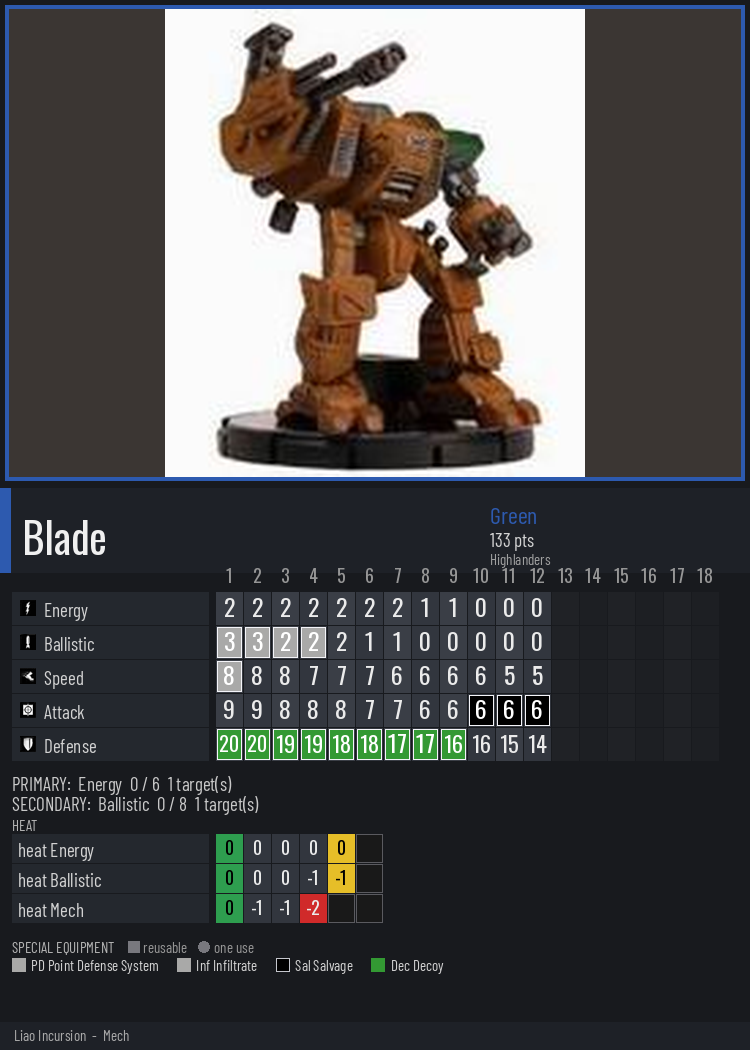 Blade
Green
133 pts
Highlanders
1 2 3 4 5 6 7 8 9 10 11 12 13 14 15 16 17 18
Energy 2 2 2 2 2 2 2 1 1 0 0 0
Ballistic 3 3 2 2 2 1 1 0 0 0 0 0
Speed 8 8 8 7 7 7 6 6 6 6 5 5
Attack 9 9 8 8 8 7 7 6 6 6 6 6
Defense 20 20 19 19 18 18 17 17 16 16 15 14
PRIMARY: Energy 0 / 6 1 target(s)
SECONDARY: Ballistic 0 / 8 1 target(s)
HEAT
heat Energy 0 0 0 0 0
heat Ballistic 0 0 0 -1 -1
heat Mech 0 -1 -1 -2
SPECIAL EQUIPMENT reusable one use
PD Point Defense System Inf Infiltrate Sal Salvage Dec Decoy
Liao Incursion - Mech